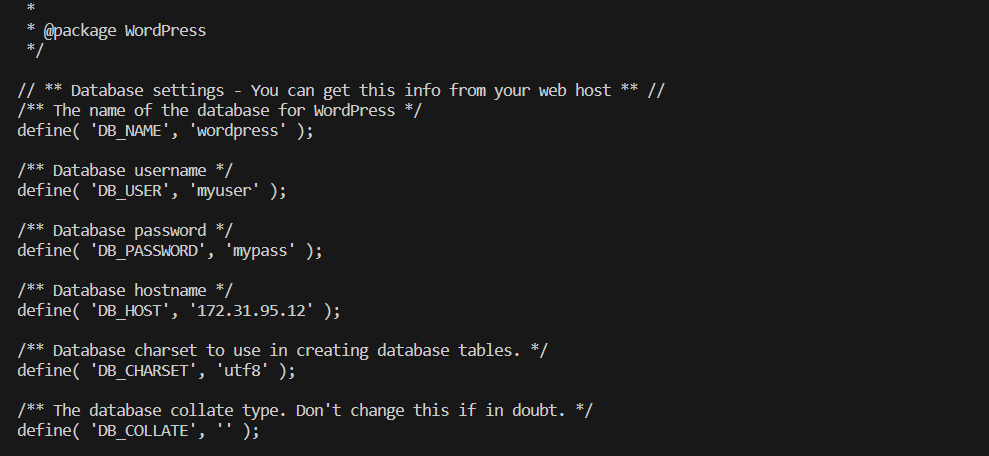 *
* @package WordPress
*/
// ** Database settings - You can get this info from your web host ** //
/** The name of the database for WordPress */
define( 'DB_NAME', 'wordpress' );
/** Database username */
define( 'DB_USER', 'myuser' );
/** Database password */
define( 'DB_PASSWORD', 'mypass' );
/** Database hostname */
define( 'DB_HOST', '172.31.95.12' );
/** Database charset to use in creating database tables. */
define( 'DB_CHARSET', 'utf8' );
/** The database collate type. Don't change this if in doubt. */
define( 'DB_COLLATE', '' );